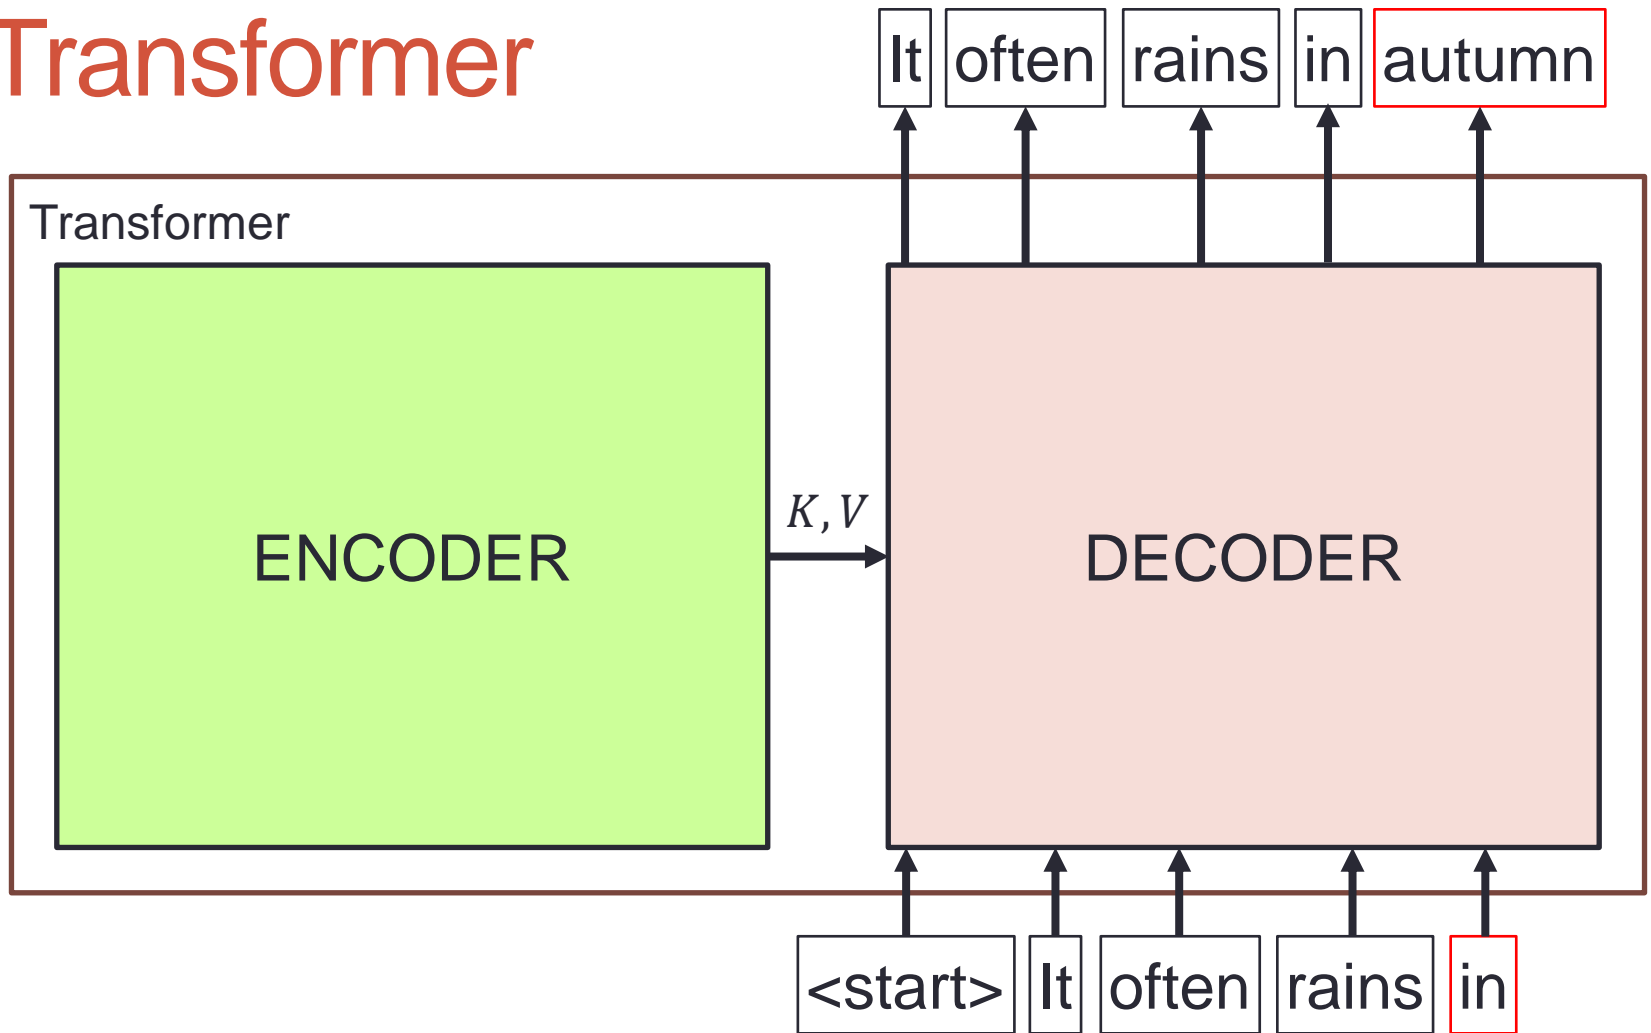 Transformer
It often rains in autumn
Transformer
ENCODER
K, V
DECODER
<start> It often rains in